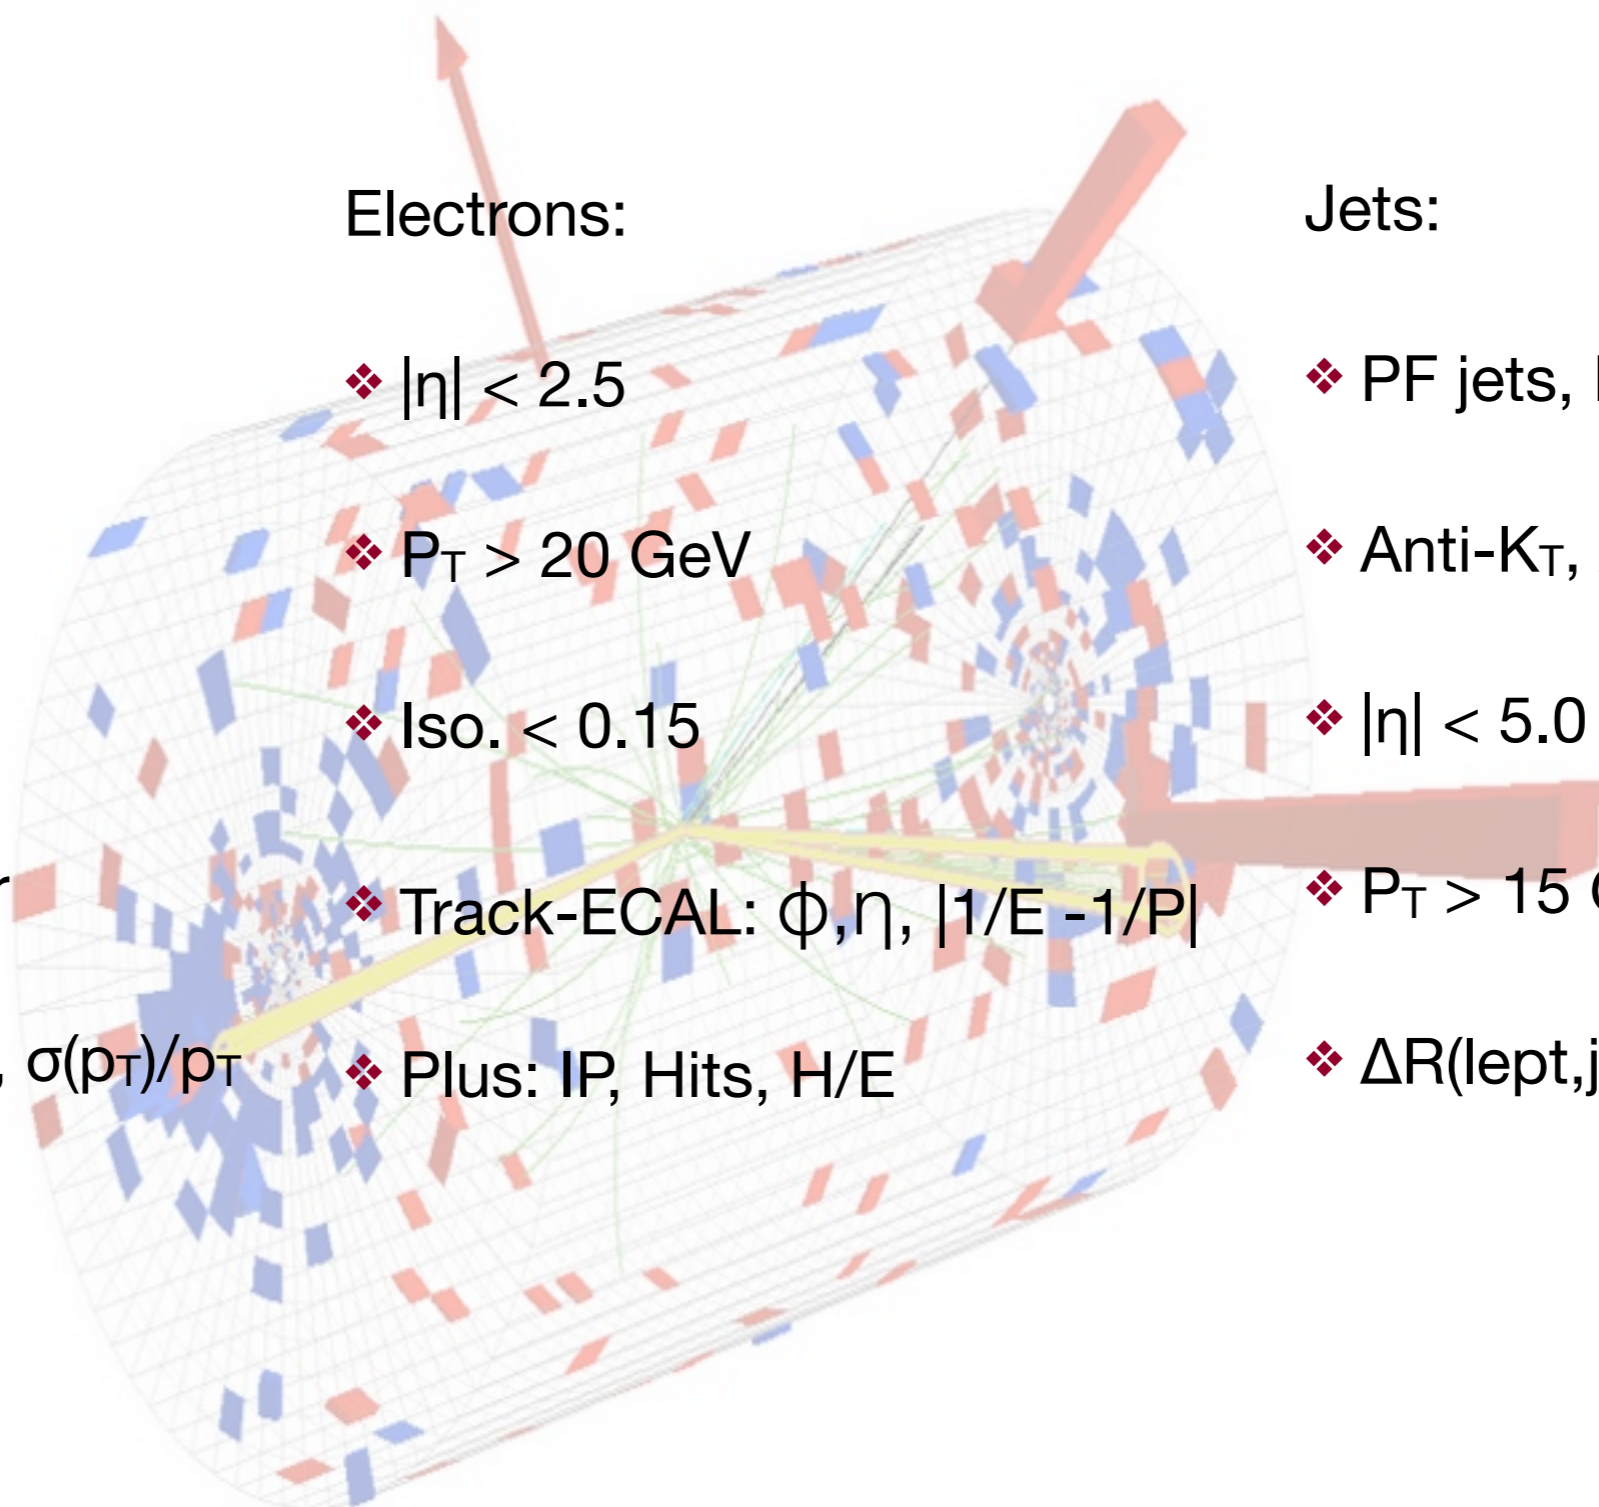 , σ(pT)/pT
Electrons:
❖ |η| < 2.5
❖ PT > 20 GeV
❖ Iso. < 0.15
❖ Track-ECAL: ϕ,η, |1/E -1/P|
❖ Plus: IP, Hits, H/E
Jets:
❖ PF jets,
❖ Anti-KT,
❖ |η| < 5.0
❖ PT > 15
❖ ΔR(lept,j